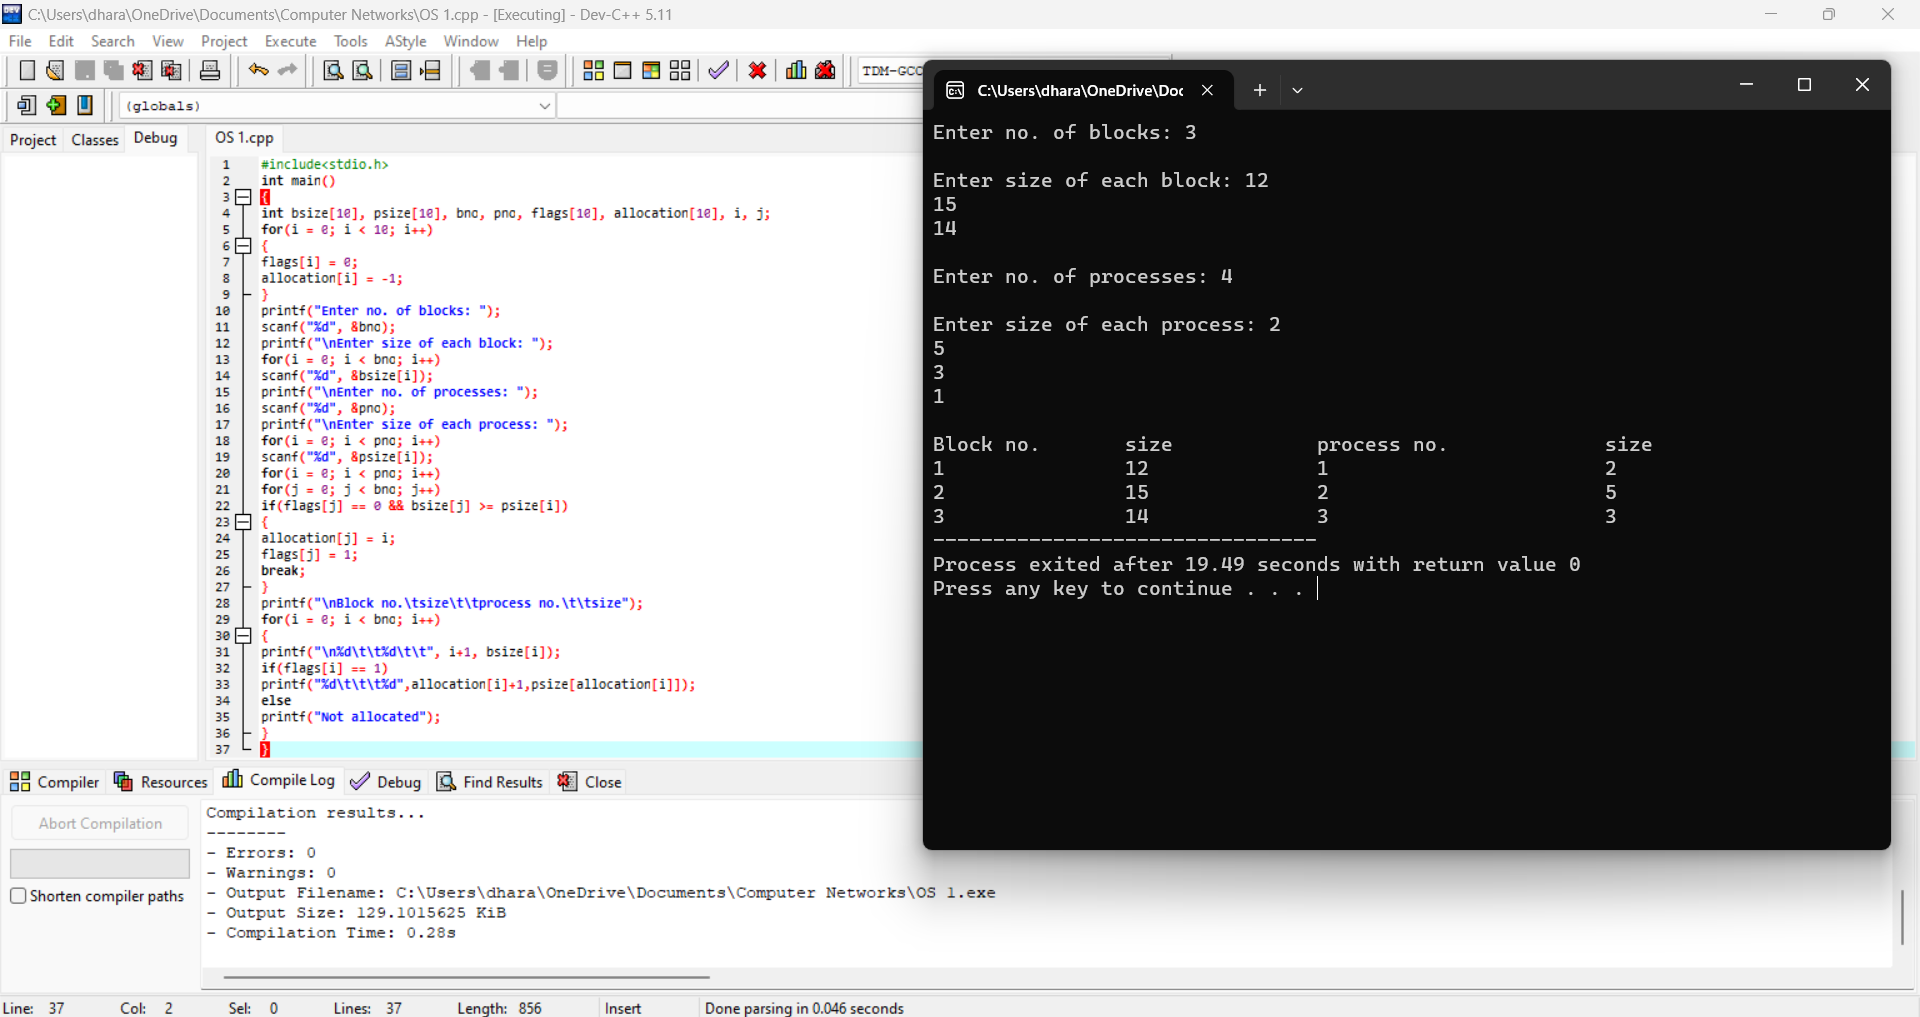 C:\Users\dhara\OneDrive\Documents\Computer Networks\OS 1.cpp - [Executing] - Dev-C++ 5.11
File Edit Search View Project Execute Tools AStyle Window Help
TDM-GCC
(globals)
Project Classes Debug OS 1.cpp
1 #include<stdio.h>
2 int main()
3 {
4 int bsize[10], psize[10], bno, pno, flags[10], allocation[10], i, j;
5 for(i = 0; i < 10; i++)
6 {
7 flags[i] = 0;
8 allocation[i] = -1;
9 }
10 printf("Enter no. of blocks: ");
11 scanf("%d", &bno);
12 printf("\nEnter size of each block: ");
13 for(i = 0; i < bno; i++)
14 scanf("%d", &bsize[i]);
15 printf("\nEnter no. of processes: ");
16 scanf("%d", &pno);
17 printf("\nEnter size of each process: ");
18 for(i = 0; i < pno; i++)
19 scanf("%d", &psize[i]);
20 for(i = 0; i < pno; i++)
21 for(j = 0; j < bno; j++)
22 if(flags[j] == 0 && bsize[j] >= psize[i])
23 {
24 allocation[j] = i;
25 flags[j] = 1;
26 break;
27 }
28 printf("\nBlock no.\tsize\t\tprocess no.\t\tsize");
29 for(i = 0; i < bno; i++)
30 {
31 printf("\n%d\t\t%d\t\t", i+1, bsize[i]);
32 if(flags[i] == 1)
33 printf("%d\t\t\t%d",allocation[i]+1,psize[allocation[i]]);
34 else
35 printf("Not allocated");
36 }
37 }
C:\Users\dhara\OneDrive\Doc
Enter no. of blocks: 3
Enter size of each block: 12
15
14
Enter no. of processes: 4
Enter size of each process: 2
5
3
1
Block no. size process no. size
1 12 1 2
2 15 2 5
3 14 3 3
--------------------------------
Process exited after 19.49 seconds with return value 0
Press any key to continue . . .
Compiler Resources Compile Log Debug Find Results Close
Abort Compilation
Shorten compiler paths
Compilation results...
--------
- Errors: 0
- Warnings: 0
- Output Filename: C:\Users\dhara\OneDrive\Documents\Computer Networks\OS 1.exe
- Output Size: 129.1015625 KiB
- Compilation Time: 0.28s
Line: 37 Col: 2 Sel: 0 Lines: 37 Length: 856 Insert Done parsing in 0.046 seconds